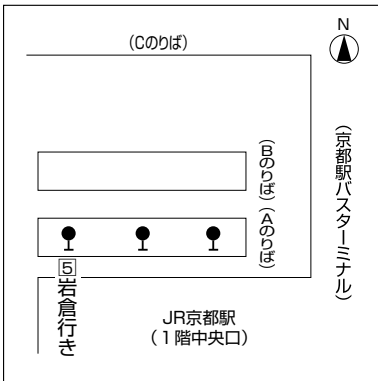 (Cのりば)
N
(京都駅バスターミナル)
(Bのりば)
(Aのりば)
5
岩倉行き
JR京都駅
(1階中央口)